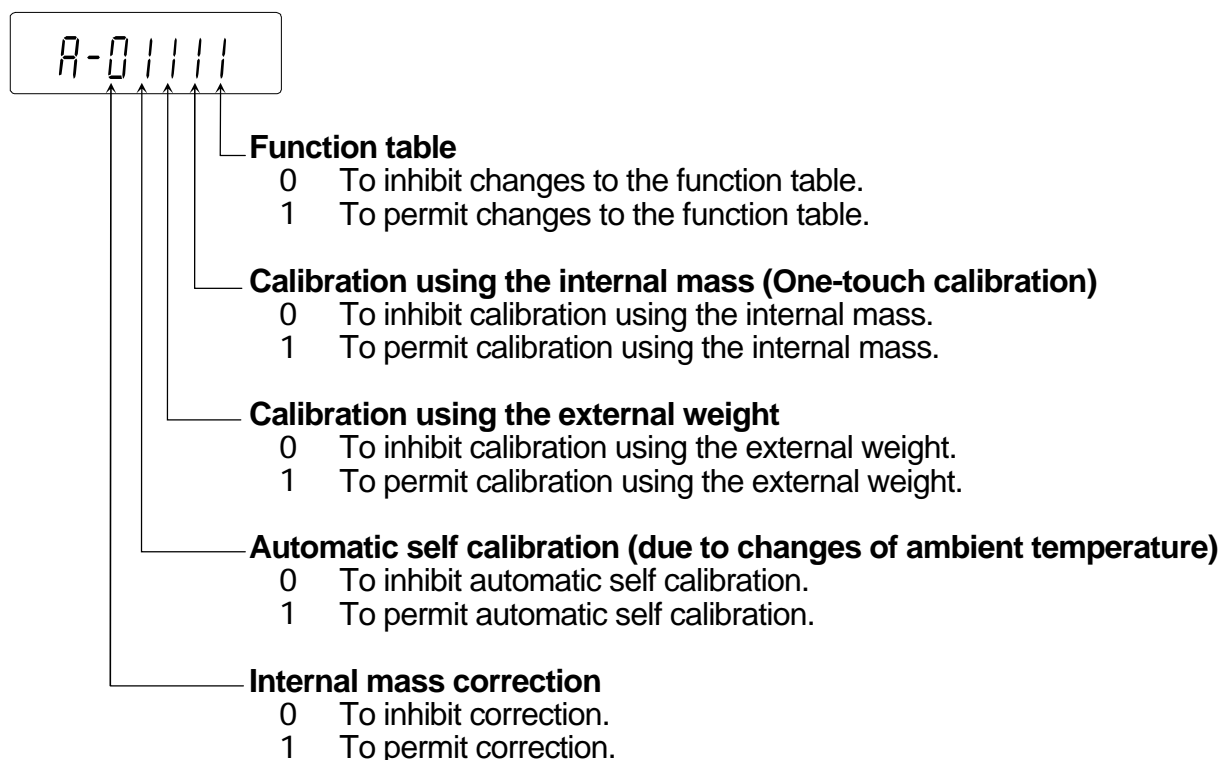 A-01111
Function table
0 To inhibit changes to the function table.
1 To permit changes to the function table.
Calibration using the internal mass (One-touch calibration)
0 To inhibit calibration using the internal mass.
1 To permit calibration using the internal mass.
Calibration using the external weight
0 To inhibit calibration using the external weight.
1 To permit calibration using the external weight.
Automatic self calibration (due to changes of ambient temperature)
0 To inhibit automatic self calibration.
1 To permit automatic self calibration.
Internal mass correction
0 To inhibit correction.
1 To permit correction.